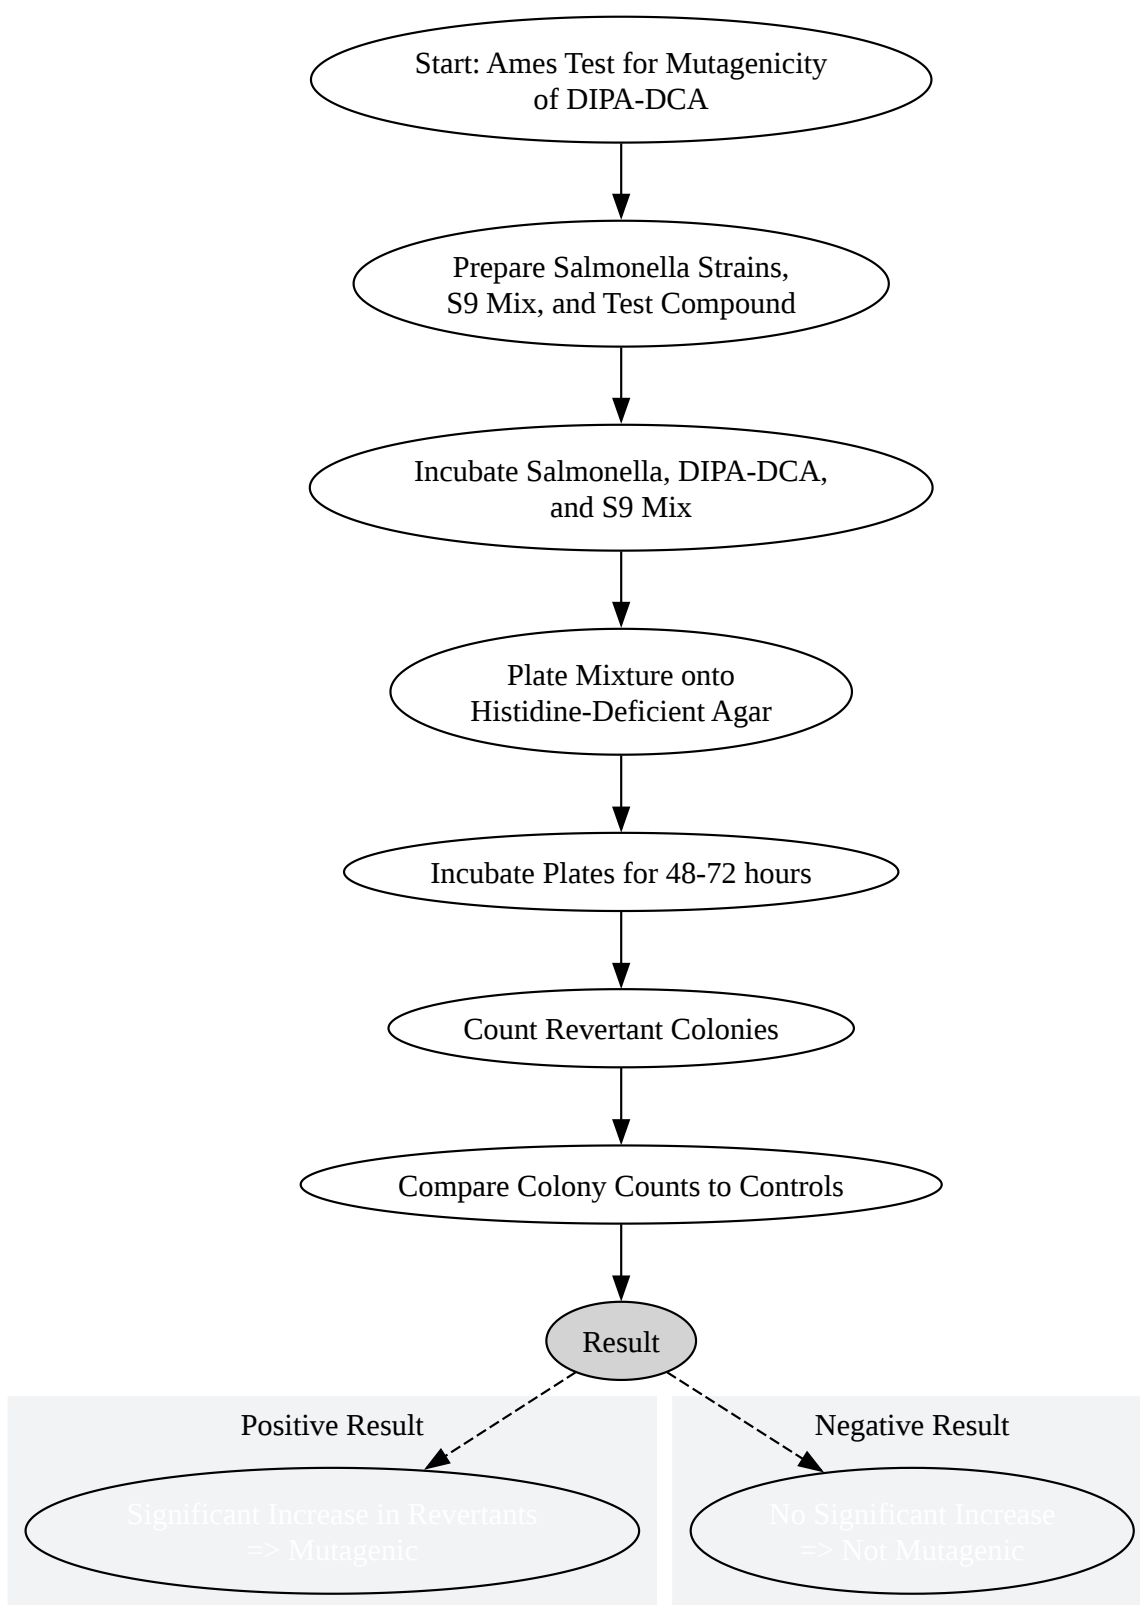 Start: Ames Test for Mutagenicity
of DIPA-DCA
Prepare Salmonella Strains,
S9 Mix, and Test Compound
Incubate Salmonella, DIPA-DCA,
and S9 Mix
Plate Mixture onto
Histidine-Deficient Agar
Incubate Plates for 48-72 hours
Count Revertant Colonies
Compare Colony Counts to Controls
Result
Positive Result
Significant Increase in Revertants
=> Mutagenic
Negative Result
No Significant Increase
=> Not Mutagenic